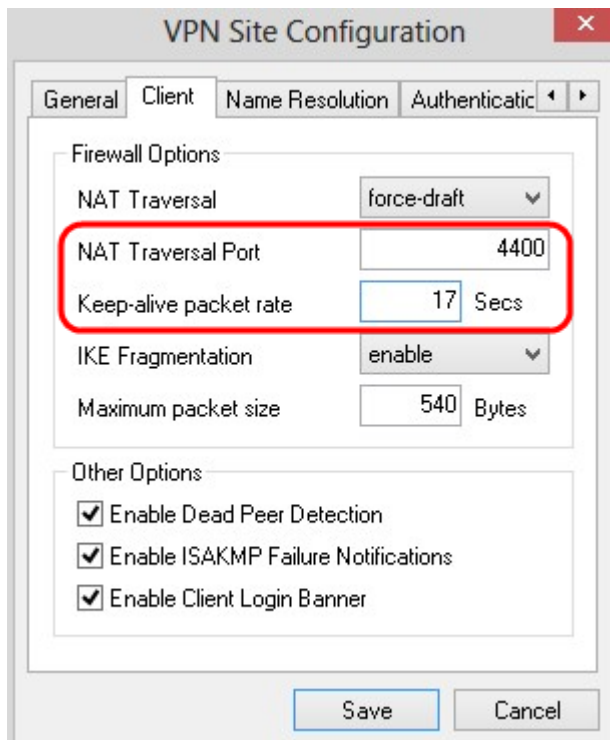 VPN Site Configuration
General Client Name Resolution Authenticatic
Firewall Options
NAT Traversal force-draft
NAT Traversal Port 4400
Keep-alive packet rate 17 Secs
IKE Fragmentation enable
Maximum packet size 540 Bytes
Other Options
Enable Dead Peer Detection
Enable ISAKMP Failure Notifications
Enable Client Login Banner
Save Cancel